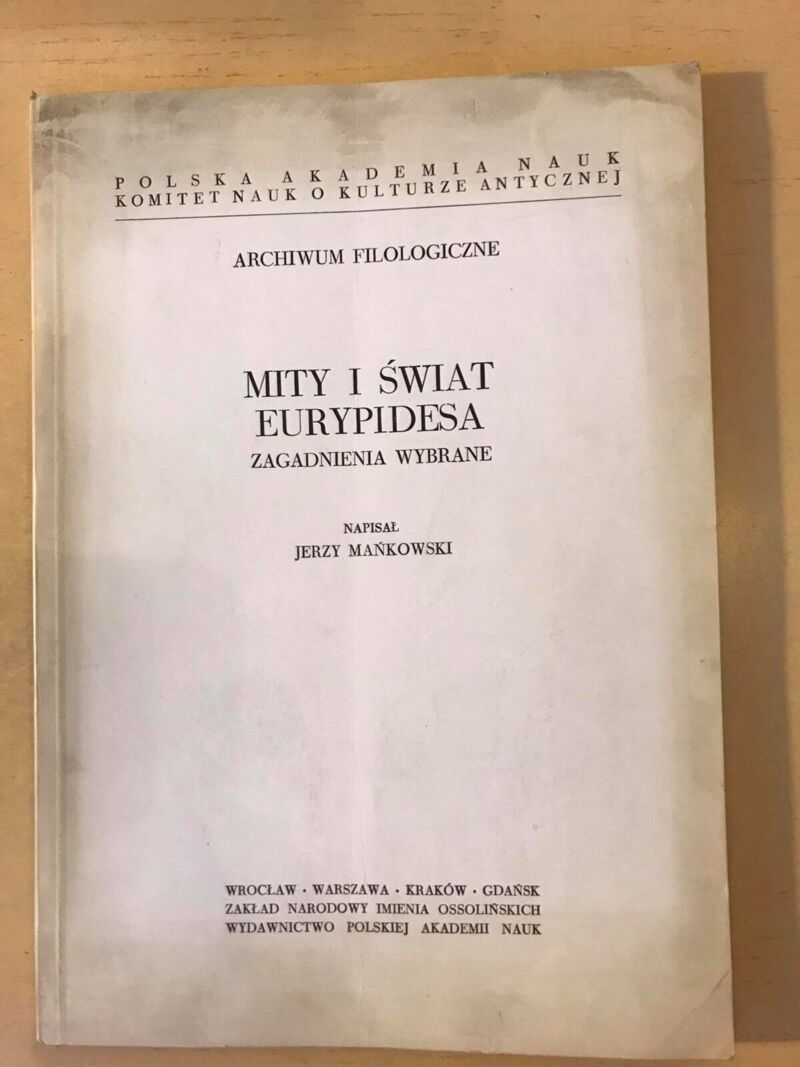 POLSKA AKADEMIA NAUK
KOMITET NAUK O KULTURZE ANTYCZNEJ
ARCHIWUM FILOLOGICZNE
MITY I ŚWIAT
EURYPIDESA
ZAGADNIENIA WYBRANE
NAPISAŁ
JERZY MAŃKOWSKI
WROCŁAW · WARSZAWA · KRAKÓW · GDAŃSK
ZAKŁAD NARODOWY IMIENIA OSSOLIŃSKICH
WYDAWNICTWO POLSKIEJ AKADEMII NAUK